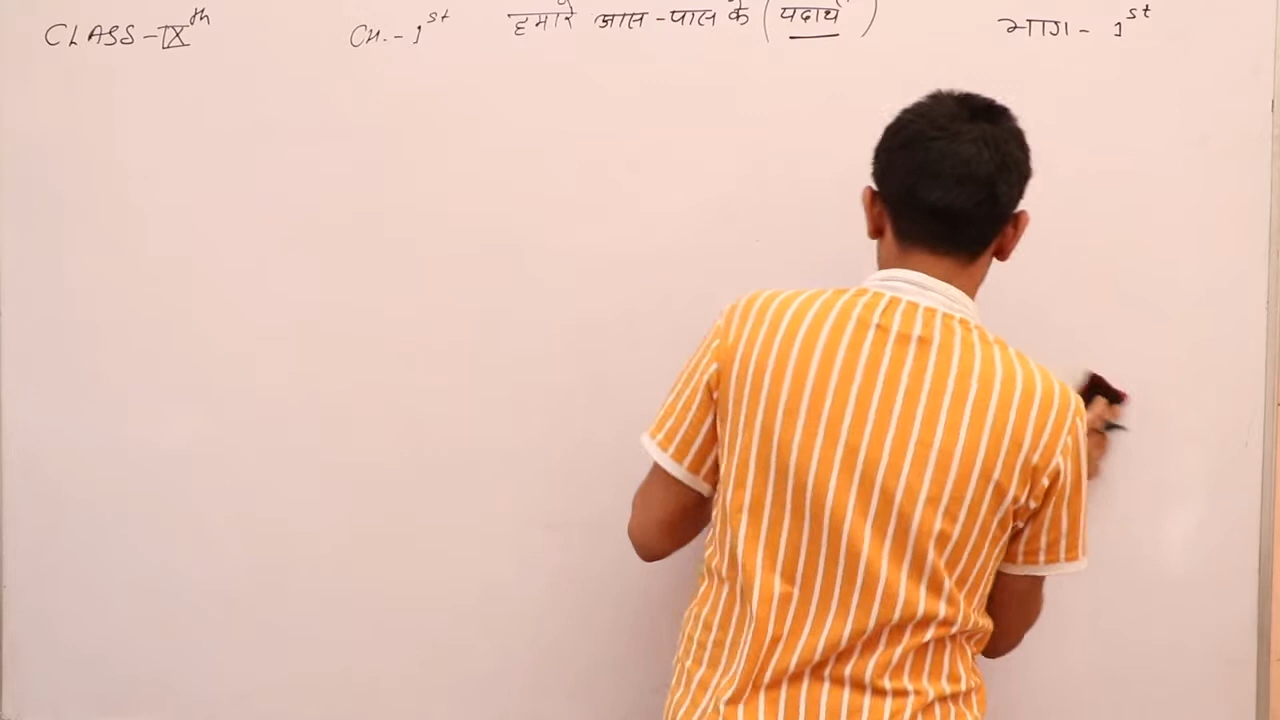 CLASS-IXth CH.-1st हमारे आस-पास के (पदार्थ) भाग- 1st